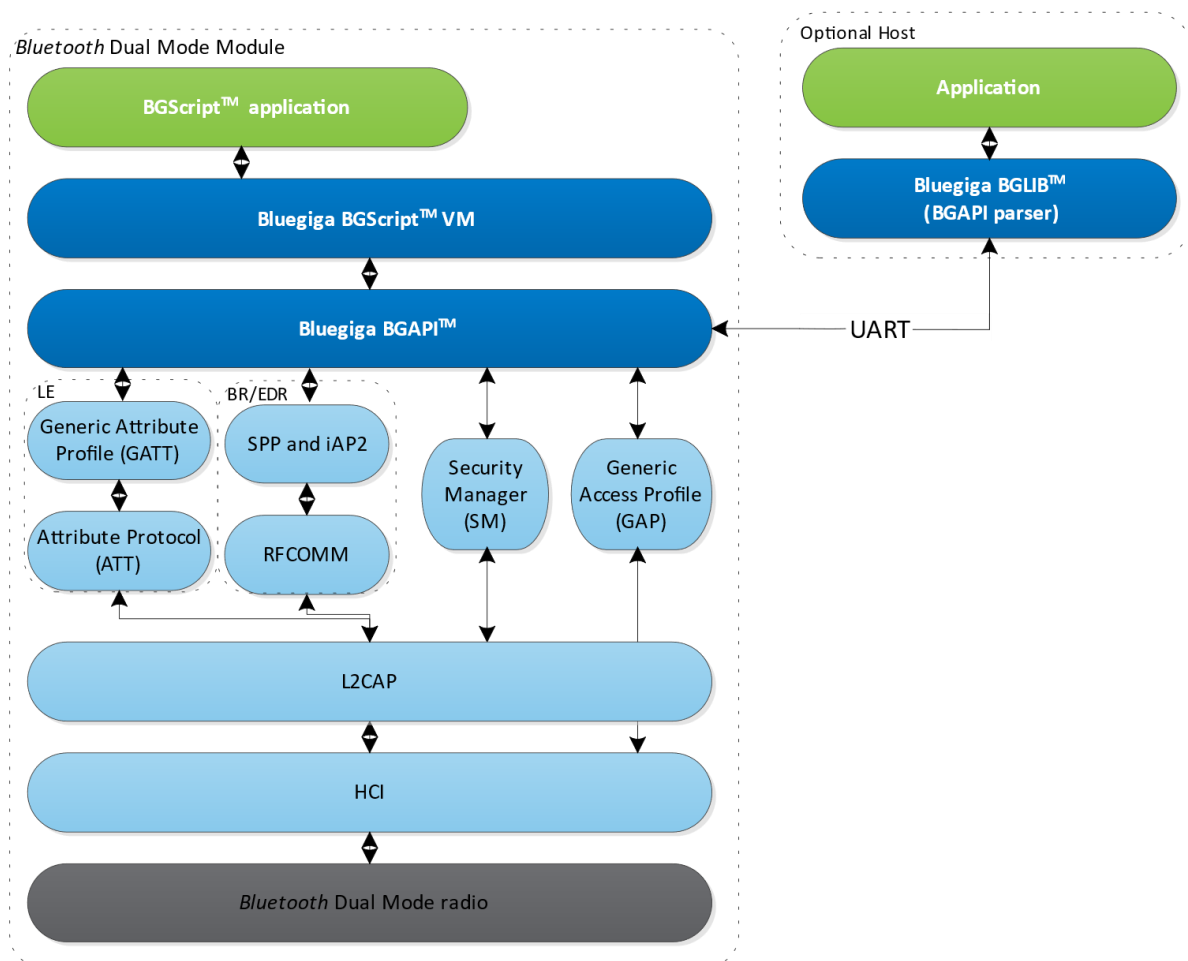 Bluetooth Dual Mode Module
BGScript™ application
Bluegiga BGScript™ VM
Bluegiga BGAPI™
Optional Host
Application
Bluegiga BGLIB™
(BGAPI parser)
UART
LE
Generic Attribute
Profile (GATT)
Attribute Protocol
(ATT)
BR/EDR
SPP and iAP2
RFCOMM
Security
Manager
(SM)
Generic
Access Profile
(GAP)
L2CAP
HCI
Bluetooth Dual Mode radio